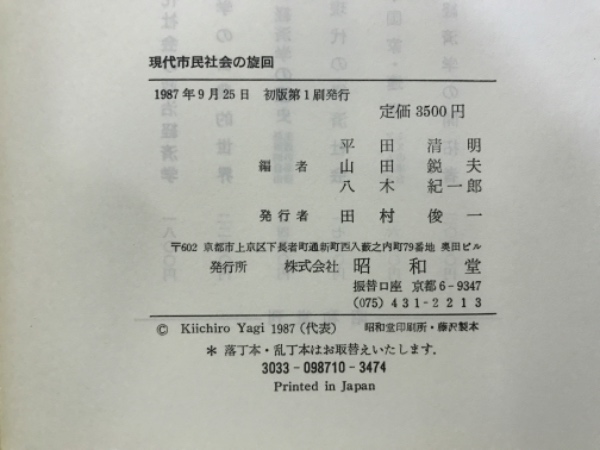 現代市民社会の旋回
1987年9月25日 初版第1刷発行
定価 3500円
平田清明
編者 山田鋭夫
八木紀一郎
発行者 田村俊一
〒602 京都市上京区下長者町通新町西入藪之内町79番地 奥田ビル
発行所 株式会社 昭和堂
振替口座 京都6-9347
(075) 431-2213
© Kiichiro Yagi 1987 (代表) 昭和堂印刷所・藤沢製本
* 落丁本・乱丁本はお取替えいたします.
3033-098710-3474
Printed in Japan